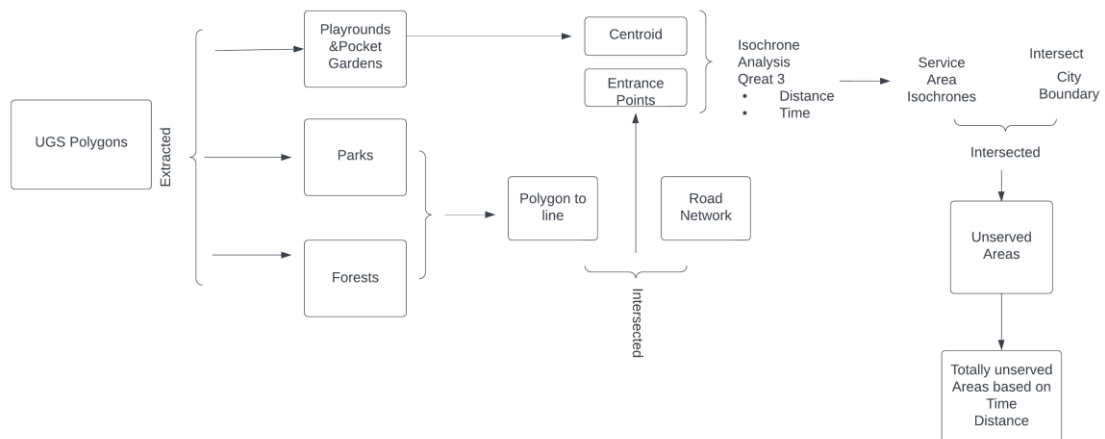 UGS Polygons
Extracted
Playrounds
&Pocket
Gardens
Parks
Forests
Polygon to
line
Centroid
Entrance
Points
Road
Network
Intersected
Isochrone
Analysis
Qreat 3
• Distance
• Time
Service
Area
Isochrones
Intersect
City
Boundary
Intersected
Unserved
Areas
Totally unserved
Areas based on
Time
Distance